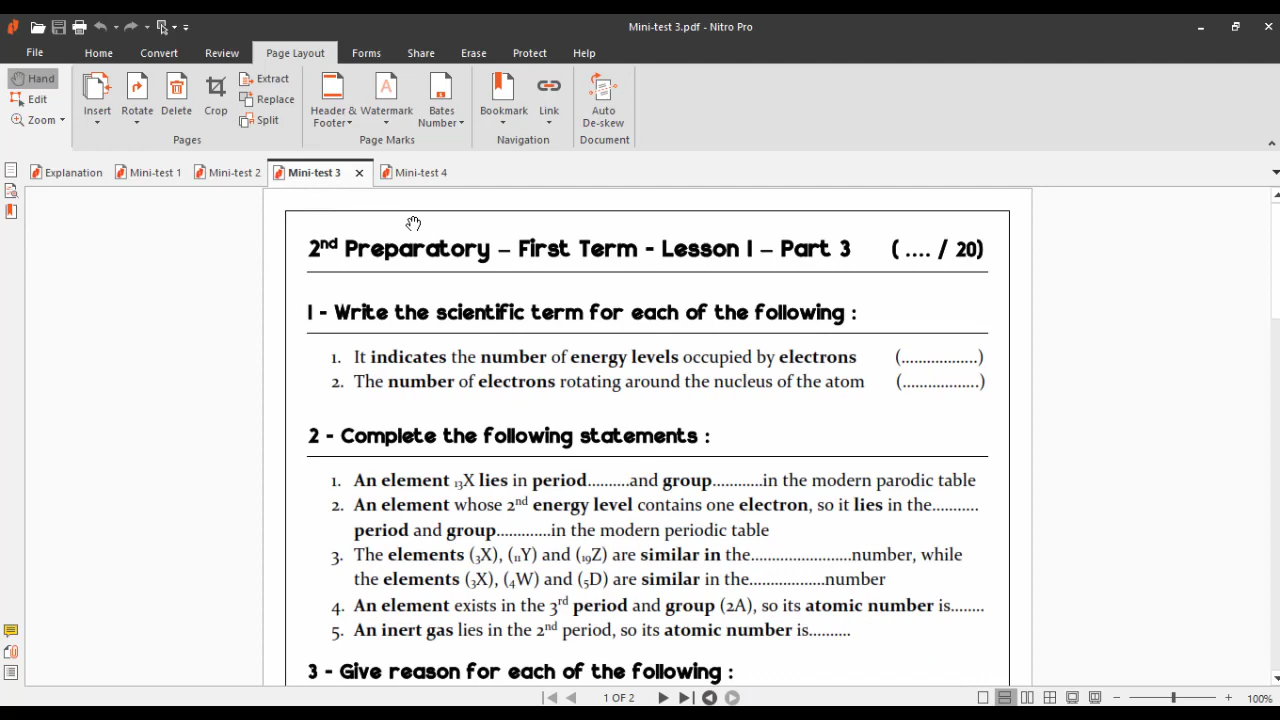 Mini-test 3.pdf - Nitro Pro
File Home Convert Review Page Layout Forms Share Erase Protect Help
Hand
Edit
Zoom
Insert Rotate Delete Crop
Extract
Replace
Split
Pages
Header & Footer
Watermark
Bates Number
Page Marks
Bookmark
Link
Navigation
Auto De-skew
Document
Explanation Mini-test 1 Mini-test 2 Mini-test 3 Mini-test 4
2nd Preparatory – First Term - Lesson 1 – Part 3 ( .... / 20)
1 - Write the scientific term for each of the following :
1. It indicates the number of energy levels occupied by electrons (..................)
2. The number of electrons rotating around the nucleus of the atom (..................)
2 - Complete the following statements :
1. An element ₁₃X lies in period..........and group............in the modern parodic table
2. An element whose 2nd energy level contains one electron, so it lies in the...........
period and group.............in the modern periodic table
3. The elements (₃X), (₁₁Y) and (₁₉Z) are similar in the........................number, while
the elements (₃X), (₄W) and (₅D) are similar in the..................number
4. An element exists in the 3rd period and group (2A), so its atomic number is........
5. An inert gas lies in the 2nd period, so its atomic number is..........
3 - Give reason for each of the following :
1 OF 2
100%